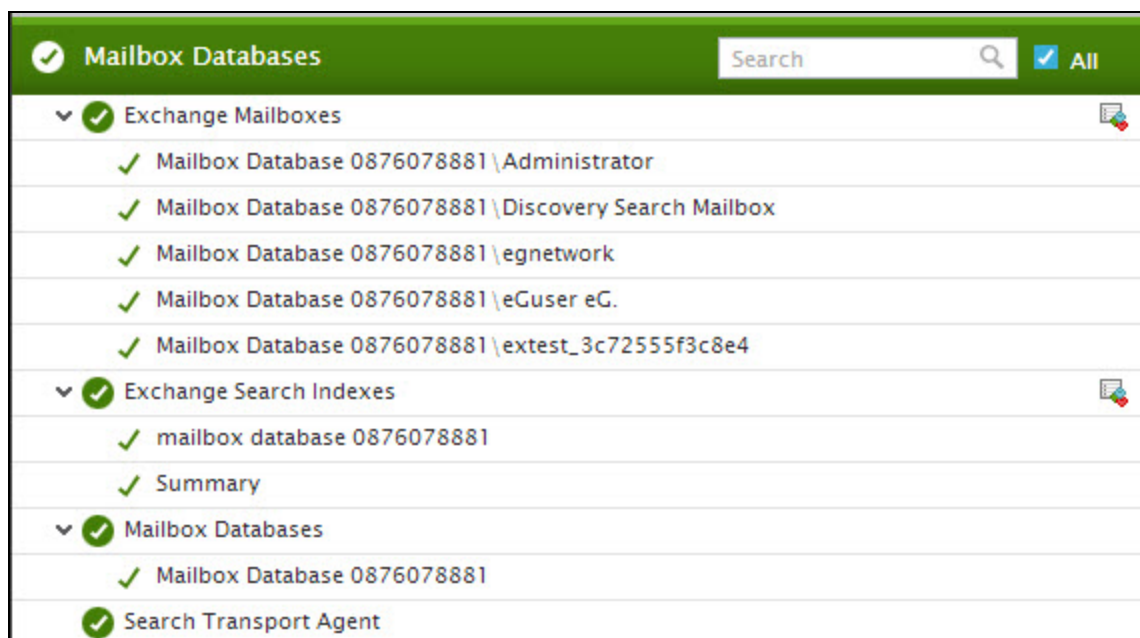 Mailbox Databases
Search
All
Exchange Mailboxes
Mailbox Database 0876078881\Administrator
Mailbox Database 0876078881\Discovery Search Mailbox
Mailbox Database 0876078881\egnetwork
Mailbox Database 0876078881\eGuser eG.
Mailbox Database 0876078881\extest_3c72555f3c8e4
Exchange Search Indexes
mailbox database 0876078881
Summary
Mailbox Databases
Mailbox Database 0876078881
Search Transport Agent